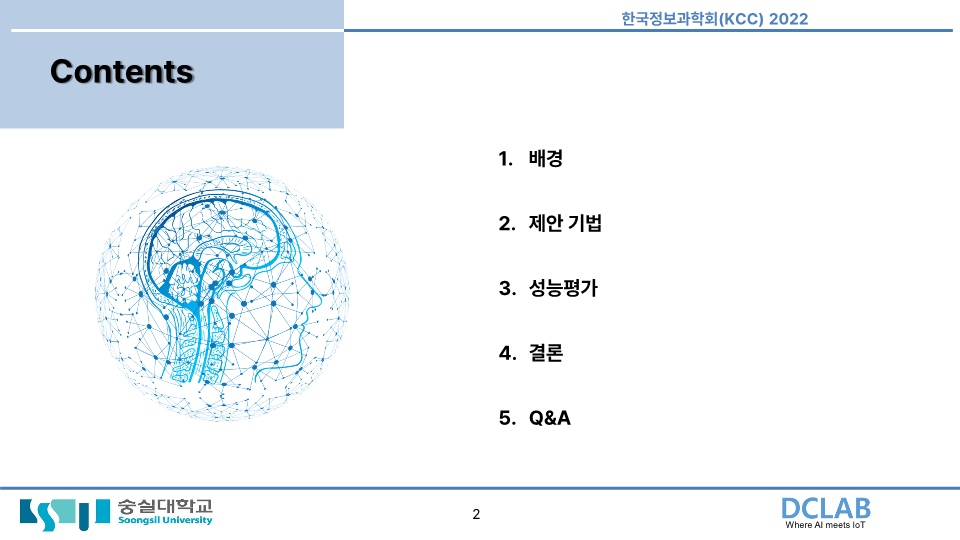 한국정보과학회(KCC) 2022
Contents
1. 배경
2. 제안 기법
3. 성능평가
4. 결론
5. Q&A
숭실대학교
Soongsil University
2
DCLAB
Where AI meets IoT